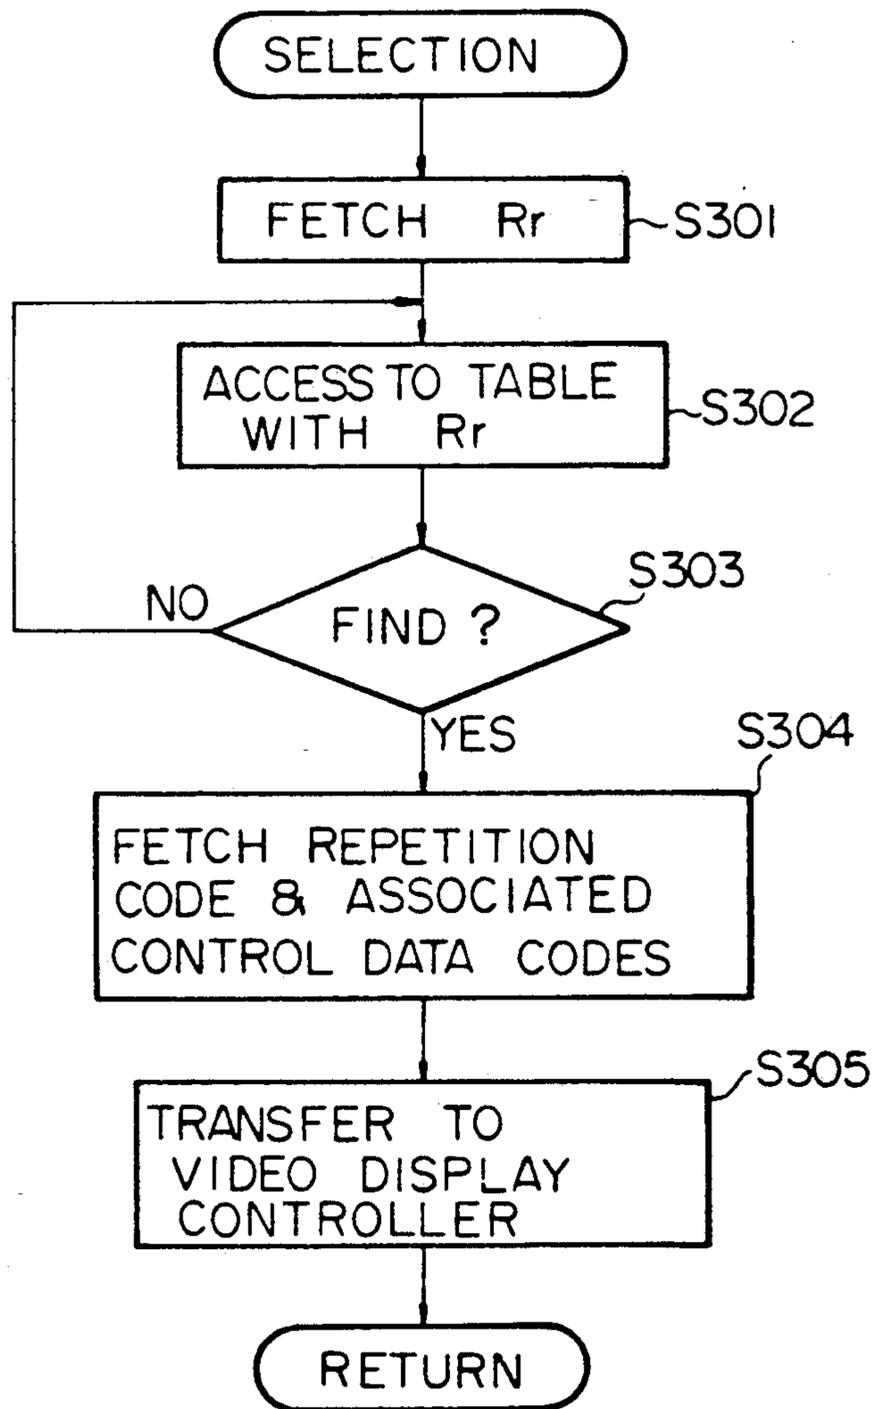 SELECTION
FETCH Rr
S301
ACCESS TO TABLE
WITH Rr
S302
S303
FIND ?
NO
YES
S304
FETCH REPETITION
CODE & ASSOCIATED
CONTROL DATA CODES
S305
TRANSFER TO
VIDEO DISPLAY
CONTROLLER
RETURN